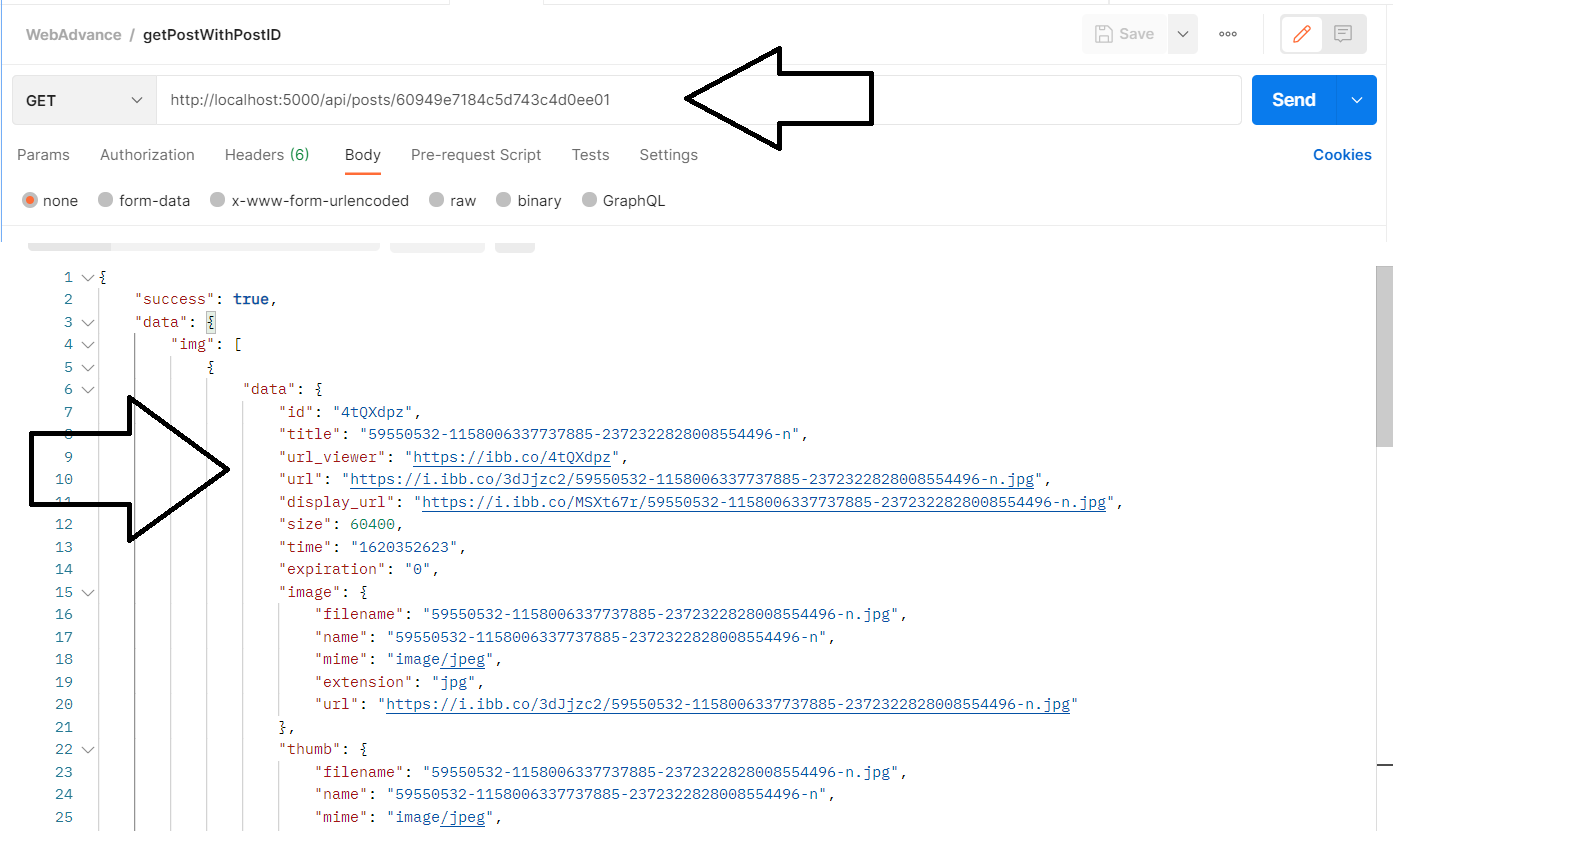 WebAdvance / getPostWithPostID
Save
GET http://localhost:5000/api/posts/60949e7184c5d743c4d0ee01 Send
Params Authorization Headers (6) Body Pre-request Script Tests Settings Cookies
none form-data x-www-form-urlencoded raw binary GraphQL
1 {
2 "success": true,
3 "data": {
4 "img": [
5 {
6 "data": {
7 "id": "4tQXdpz",
8 "title": "59550532-1158006337737885-2372322828008554496-n",
9 "url_viewer": "https://ibb.co/4tQXdpz",
10 "url": "https://i.ibb.co/3dJjzc2/59550532-1158006337737885-2372322828008554496-n.jpg",
11 "display_url": "https://i.ibb.co/MSXt67r/59550532-1158006337737885-2372322828008554496-n.jpg",
12 "size": 60400,
13 "time": "1620352623",
14 "expiration": "0",
15 "image": {
16 "filename": "59550532-1158006337737885-2372322828008554496-n.jpg",
17 "name": "59550532-1158006337737885-2372322828008554496-n",
18 "mime": "image/jpeg",
19 "extension": "jpg",
20 "url": "https://i.ibb.co/3dJjzc2/59550532-1158006337737885-2372322828008554496-n.jpg"
21 },
22 "thumb": {
23 "filename": "59550532-1158006337737885-2372322828008554496-n.jpg",
24 "name": "59550532-1158006337737885-2372322828008554496-n",
25 "mime": "image/jpeg",